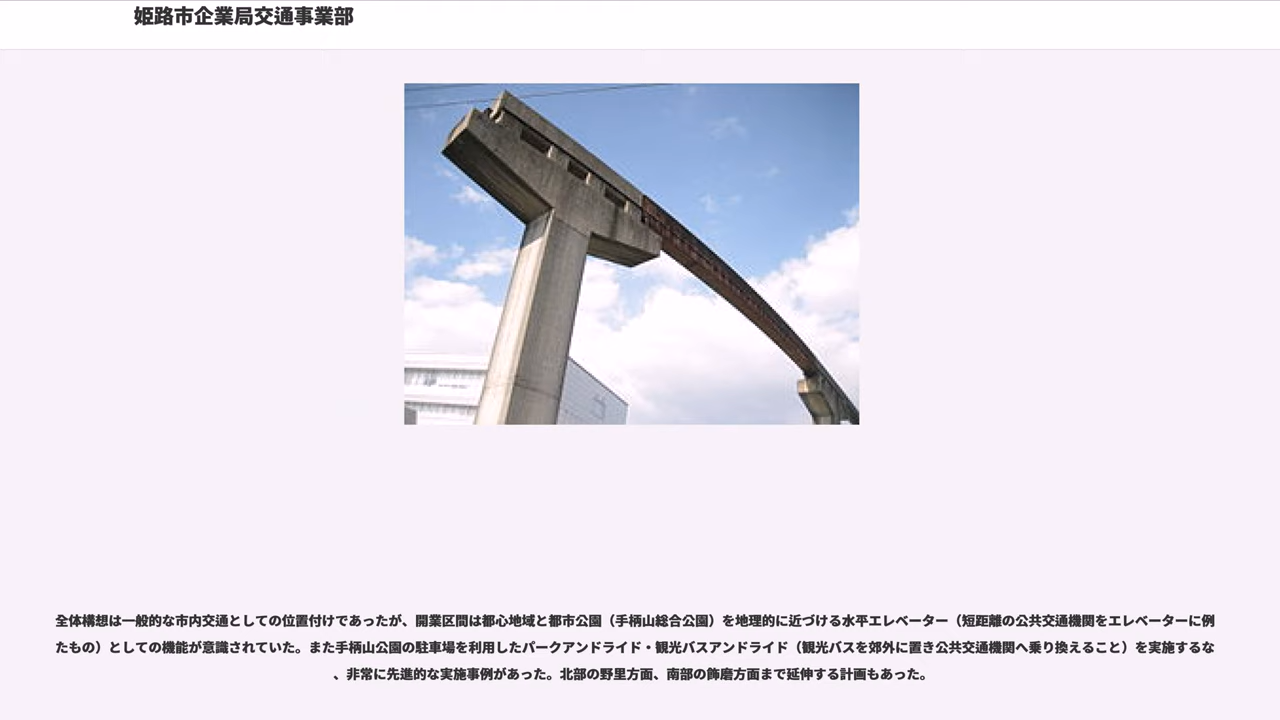 姫路市企業局交通事業部
全体構想は一般的な市内交通としての位置付けであったが、開業区間は都心地域と都市公園（手柄山総合公園）を地理的に近づける水平エレベーター（短距離の公共交通機関をエレベーターに例
たもの）としての機能が意識されていた。また手柄山公園の駐車場を利用したパークアンドライド・観光バスアンドライド（観光バスを郊外に置き公共交通機関へ乗り換えること）を実施するな
、非常に先進的な実施事例があった。北部の野里方面、南部の飾磨方面まで延伸する計画もあった。